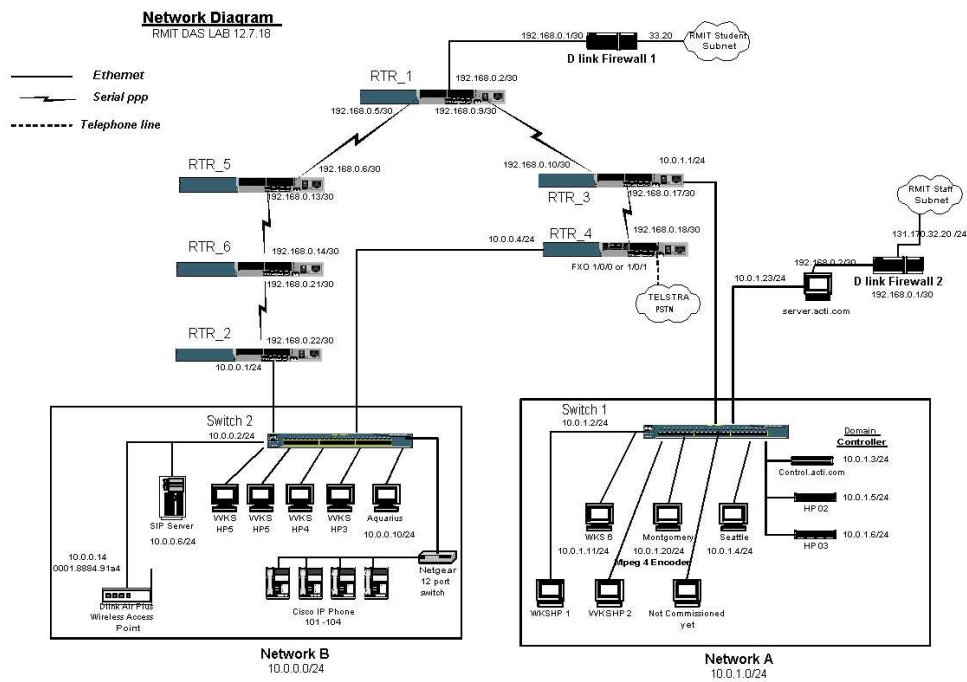 Network Diagram
RMIT DAS LAB 12.7.18
Ethernet
Serial ppp
Telephone line
192.168.0.1/30
33.20
RMIT Student
Subnet
D link Firewall 1
RTR_1
192.168.0.2/30
192.168.0.5/30
192.168.0.9/30
RTR_5
192.168.0.6/30
192.168.0.13/30
192.168.0.10/30
10.0.1.1/24
RTR_3
192.168.0.17/30
RMIT Staff
Subnet
131.170.32.20 /24
RTR_6
192.168.0.14/30
192.168.0.21/30
10.0.0.4/24
RTR_4
192.168.0.18/30
FXO 1/0/0 or 1/0/1
TELSTRA
PSTN
192.168.0.2/30
D link Firewall 2
192.168.0.1/30
10.0.1.23/24
server.acti.com
RTR_2
192.168.0.22/30
10.0.0.1/24
Switch 2
10.0.0.2/24
SIP Server
10.0.0.6/24
WKS
HP5
WKS
HP5
WKS
HP4
WKS
HP3
Aquarius
10.0.0.10/24
10.0.0.14
0001.8884.91a4
Dlink Air Plus
Wireless Access
Point
Cisco IP Phone
101 -104
Netgear
12 port
switch
Network B
10.0.0.0/24
Switch 1
10.0.1.2/24
Domain
Controller
10.0.1.3/24
Control.acti.com
10.0.1.5/24
HP 02
10.0.1.6/24
HP 03
WKS 6
10.0.1.11/24
Montgomery
10.0.1.20/24
Mpeg 4 Encoder
Seattle
10.0.1.4/24
WKSHP 1
WKSHP 2
Not Commissioned
yet
Network A
10.0.1.0/24